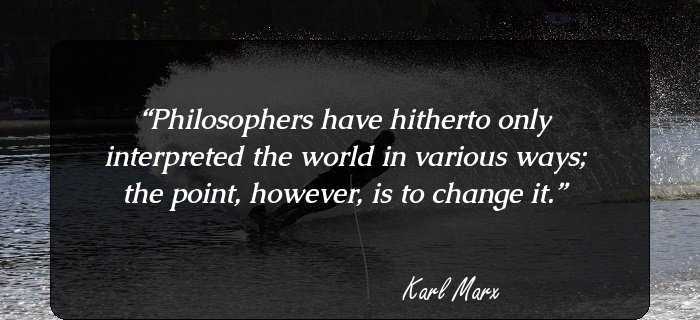 “Philosophers have hitherto only
interpreted the world in various ways;
the point, however, is to change it.”
Karl Marx